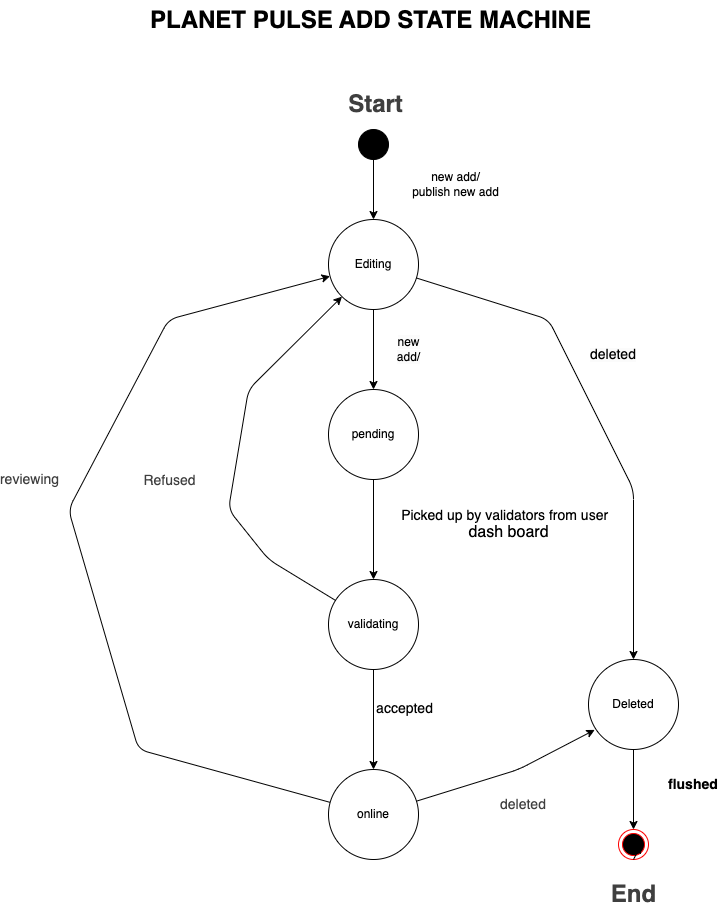 PLANET PULSE ADD STATE MACHINE
Start
new add/
publish new add
Editing
new
add/
deleted
pending
reviewing
Refused
Picked up by validators from user
dash board
validating
Deleted
accepted
flushed
deleted
online
End